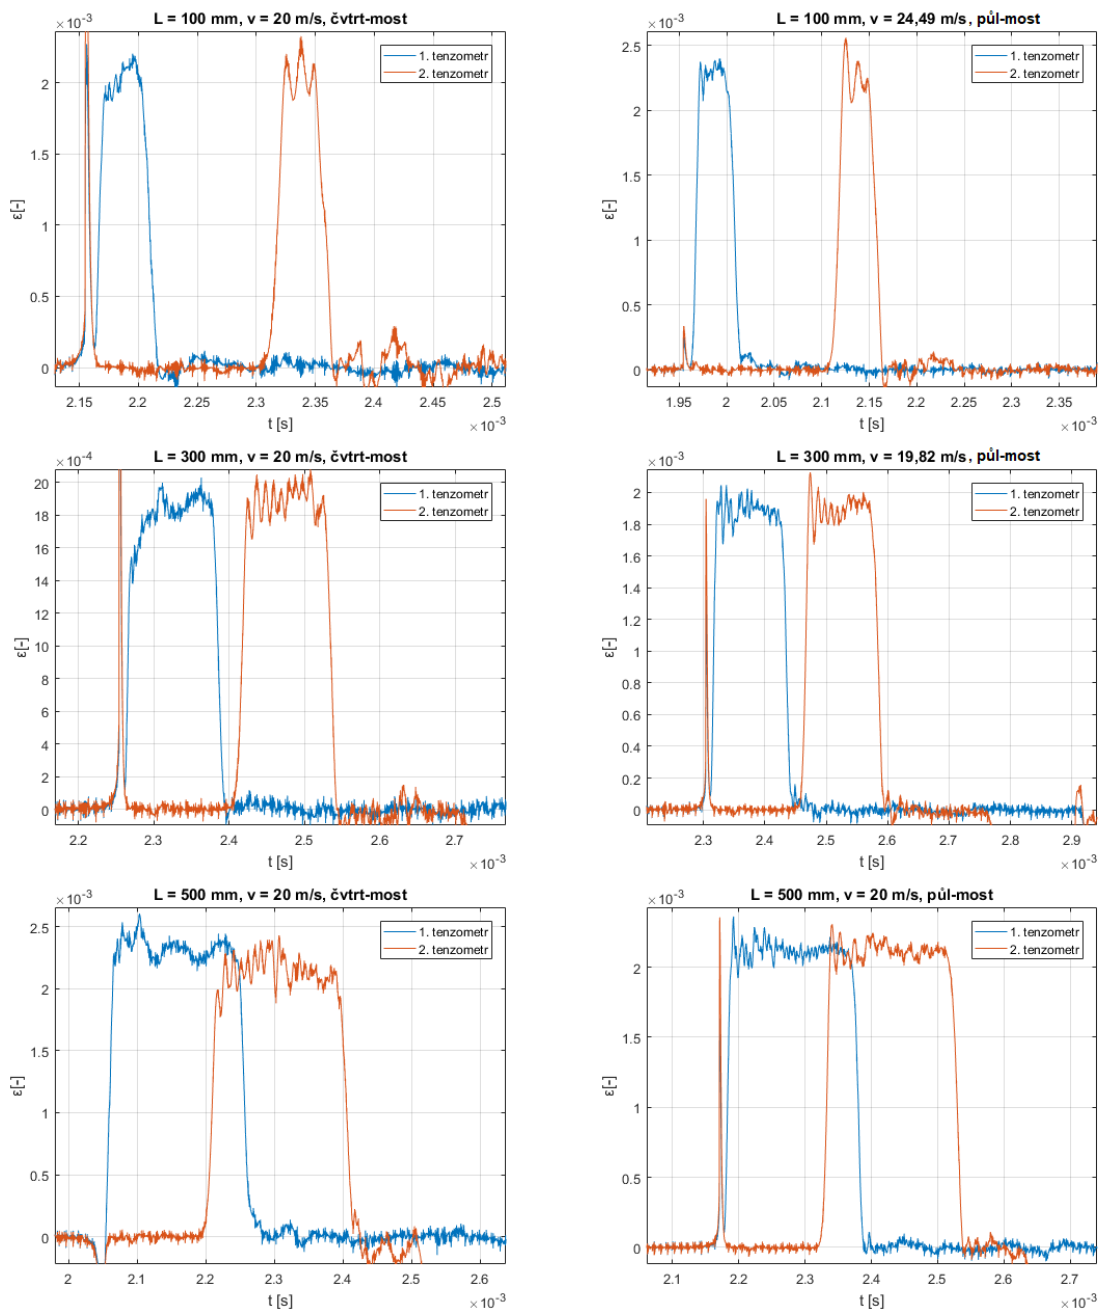 L = 100 mm, v = 20 m/s, čvtrt-most
×10⁻³
1. tenzometr
2. tenzometr
2
1.5
1
0.5
0
ε[-]
2.15 2.2 2.25 2.3 2.35 2.4 2.45 2.5
t [s]
×10⁻³
L = 100 mm, v = 24,49 m/s, půl-most
×10⁻³
1. tenzometr
2. tenzometr
2.5
2
1.5
1
0.5
0
ε[-]
1.95 2 2.05 2.1 2.15 2.2 2.25 2.3 2.35
t [s]
×10⁻³
L = 300 mm, v = 20 m/s, čvtrt-most
×10⁻⁴
1. tenzometr
2. tenzometr
20
18
16
14
12
10
8
6
4
2
0
ε[-]
2.2 2.3 2.4 2.5 2.6 2.7
t [s]
×10⁻³
L = 300 mm, v = 19,82 m/s, půl-most
×10⁻³
1. tenzometr
2. tenzometr
2
1.8
1.6
1.4
1.2
1
0.8
0.6
0.4
0.2
0
ε[-]
2.3 2.4 2.5 2.6 2.7 2.8 2.9
t [s]
×10⁻³
L = 500 mm, v = 20 m/s, čvtrt-most
×10⁻³
1. tenzometr
2. tenzometr
2.5
2
1.5
1
0.5
0
ε[-]
2 2.1 2.2 2.3 2.4 2.5 2.6
t [s]
×10⁻³
L = 500 mm, v = 20 m/s, půl-most
×10⁻³
1. tenzometr
2. tenzometr
2
1.5
1
0.5
0
ε[-]
2.1 2.2 2.3 2.4 2.5 2.6 2.7
t [s]
×10⁻³